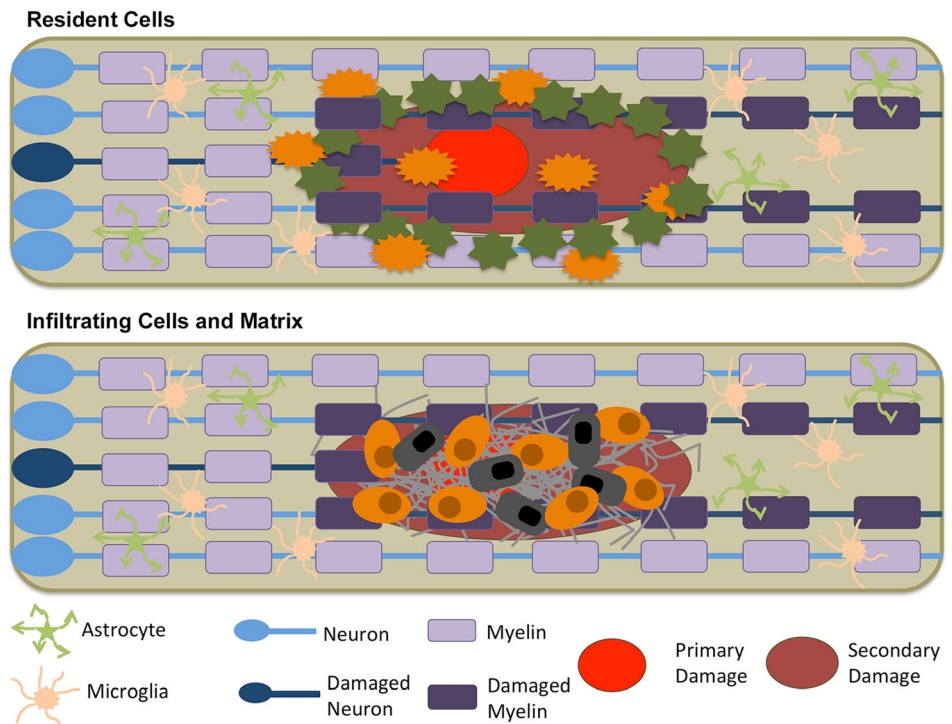 Resident Cells
Infiltrating Cells and Matrix
Astrocyte
Neuron
Myelin
Primary
Damage
Secondary
Damage
Microglia
Damaged
Neuron
Damaged
Myelin